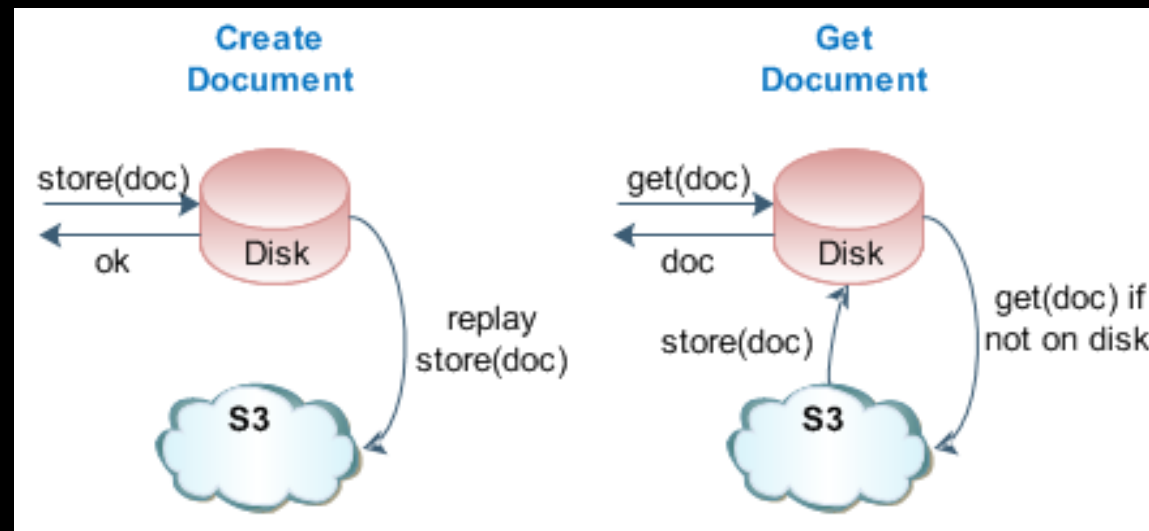 Create
Document
store(doc)
ok
Disk
replay
store(doc)
S3
Get
Document
get(doc)
doc
Disk
get(doc) if
not on disk
store(doc)
S3